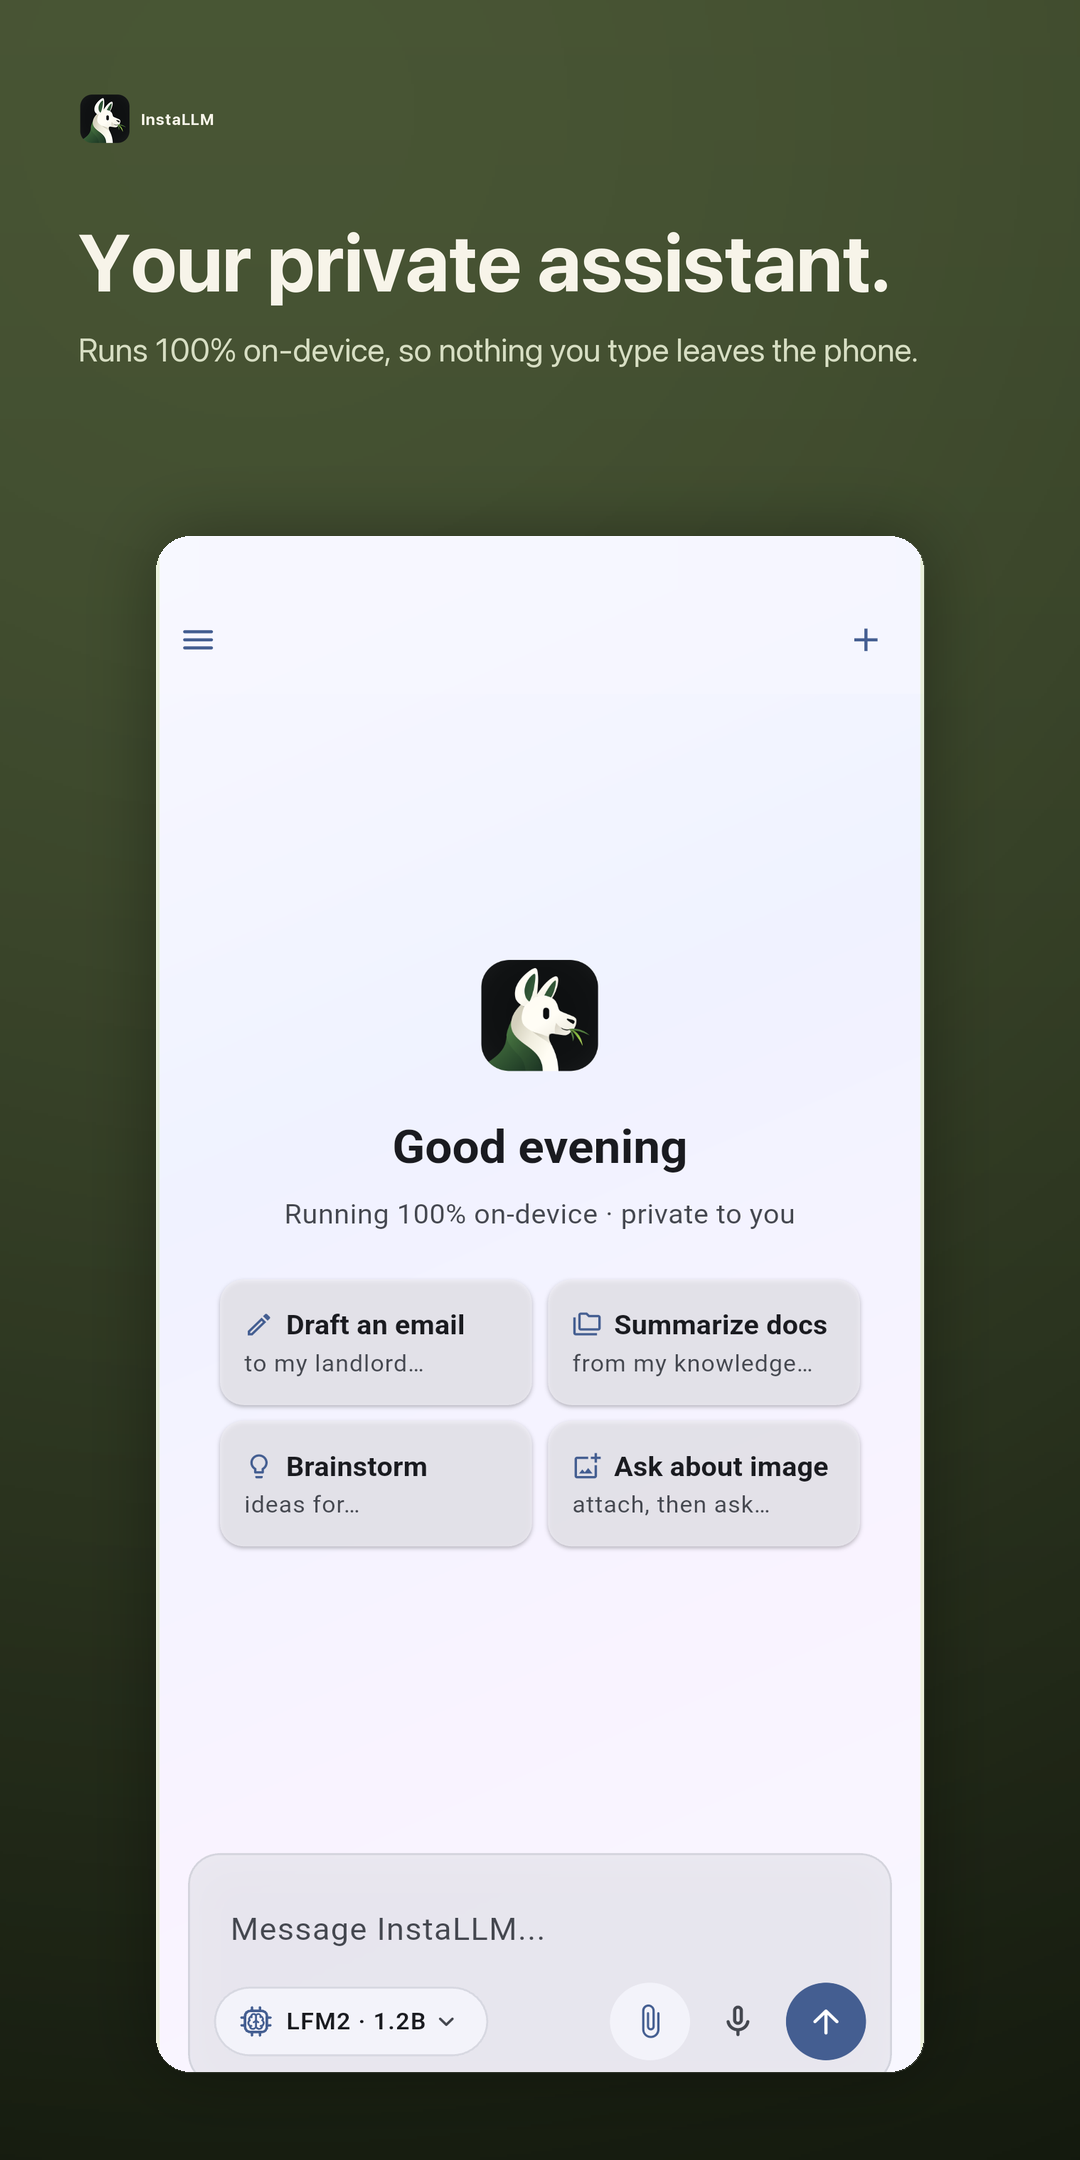 InstaLLM
Your private assistant.
Runs 100% on-device, so nothing you type leaves the phone.
Good evening
Running 100% on-device · private to you
Draft an email
to my landlord…
Summarize docs
from my knowledge…
Brainstorm
ideas for…
Ask about image
attach, then ask…
Message InstaLLM...
LFM2 · 1.2B